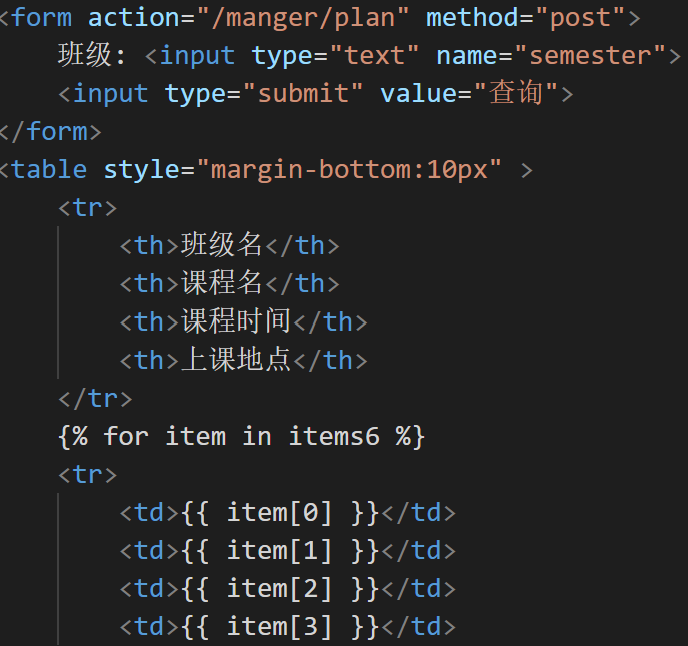 <form action="/manger/plan" method="post">
班级: <input type="text" name="semester">
<input type="submit" value="查询">
</form>
<table style="margin-bottom:10px" >
<tr>
<th>班级名</th>
<th>课程名</th>
<th>课程时间</th>
<th>上课地点</th>
</tr>
{% for item in items6 %}
<tr>
<td>{{ item[0] }}</td>
<td>{{ item[1] }}</td>
<td>{{ item[2] }}</td>
<td>{{ item[3] }}</td>